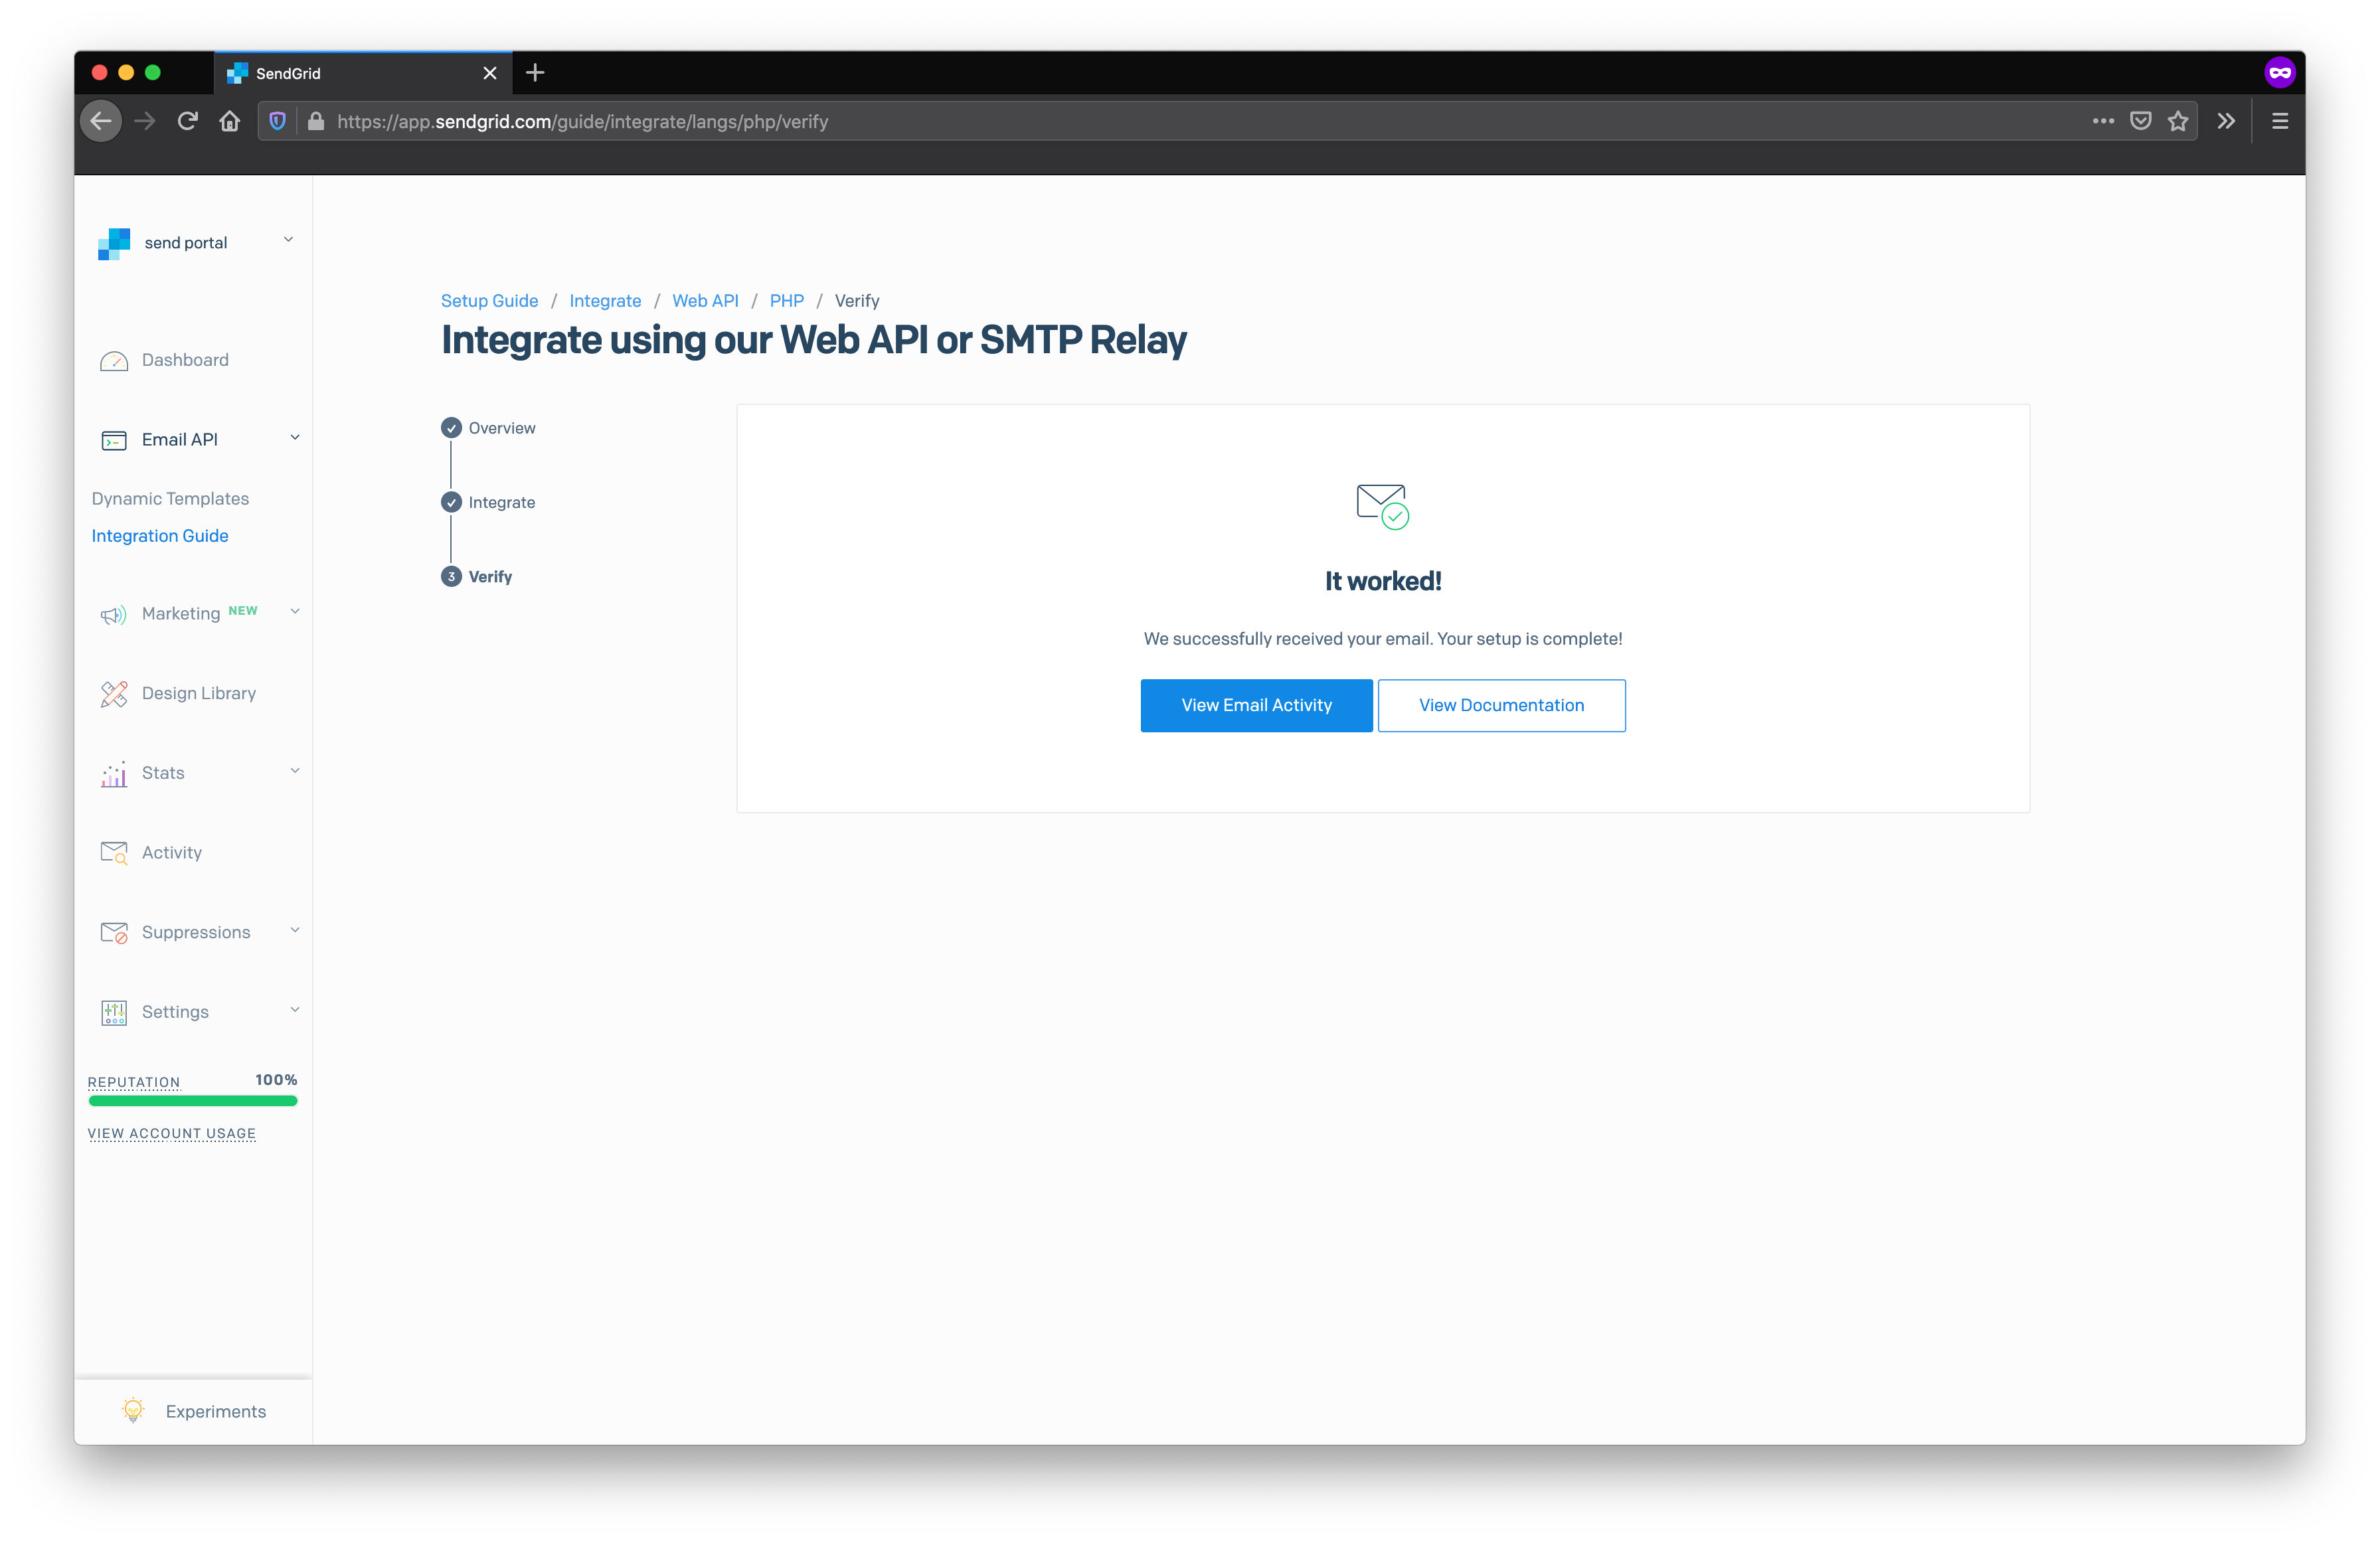 SendGrid
https://app.sendgrid.com/guide/integrate/langs/php/verify
send portal
Dashboard
Email API
Dynamic Templates
Integration Guide
Marketing NEW
Design Library
Stats
Activity
Suppressions
Settings
REPUTATION 100%
VIEW ACCOUNT USAGE
Experiments
Setup Guide / Integrate / Web API / PHP / Verify
Integrate using our Web API or SMTP Relay
Overview
Integrate
3 Verify
It worked!
We successfully received your email. Your setup is complete!
View Email Activity View Documentation